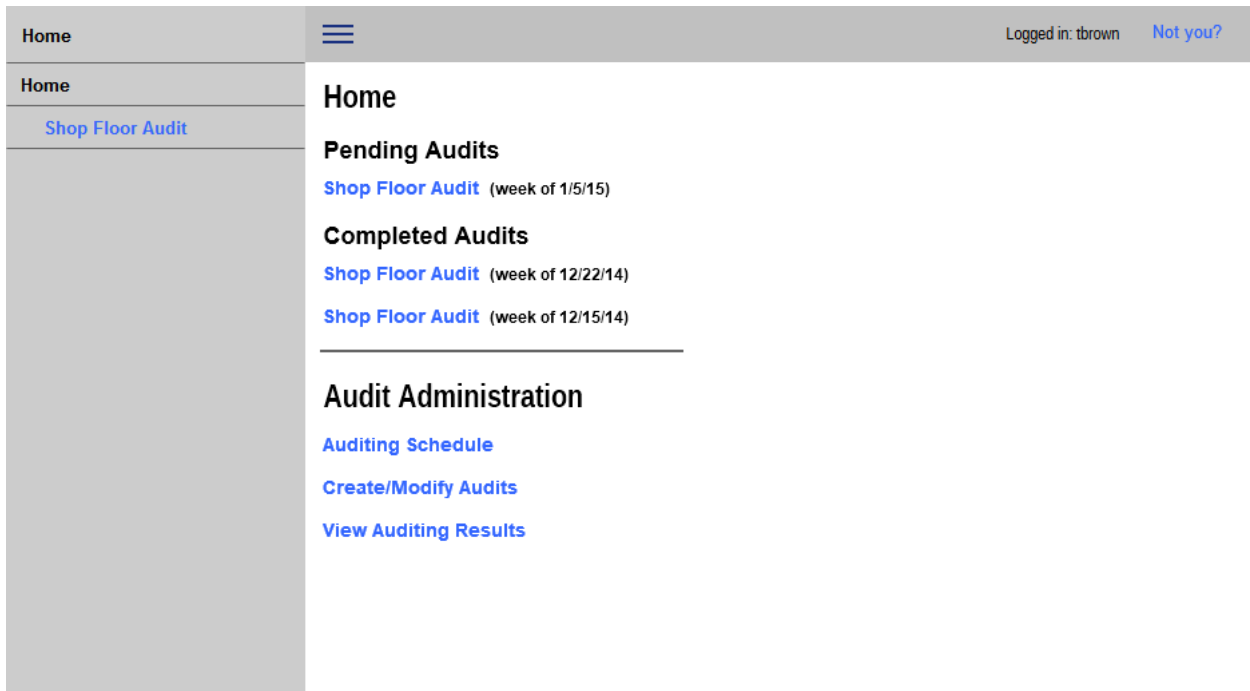 Home
Logged in: tbrown Not you?
Home
Shop Floor Audit
Home
Pending Audits
Shop Floor Audit (week of 1/5/15)
Completed Audits
Shop Floor Audit (week of 12/22/14)
Shop Floor Audit (week of 12/15/14)
Audit Administration
Auditing Schedule
Create/Modify Audits
View Auditing Results